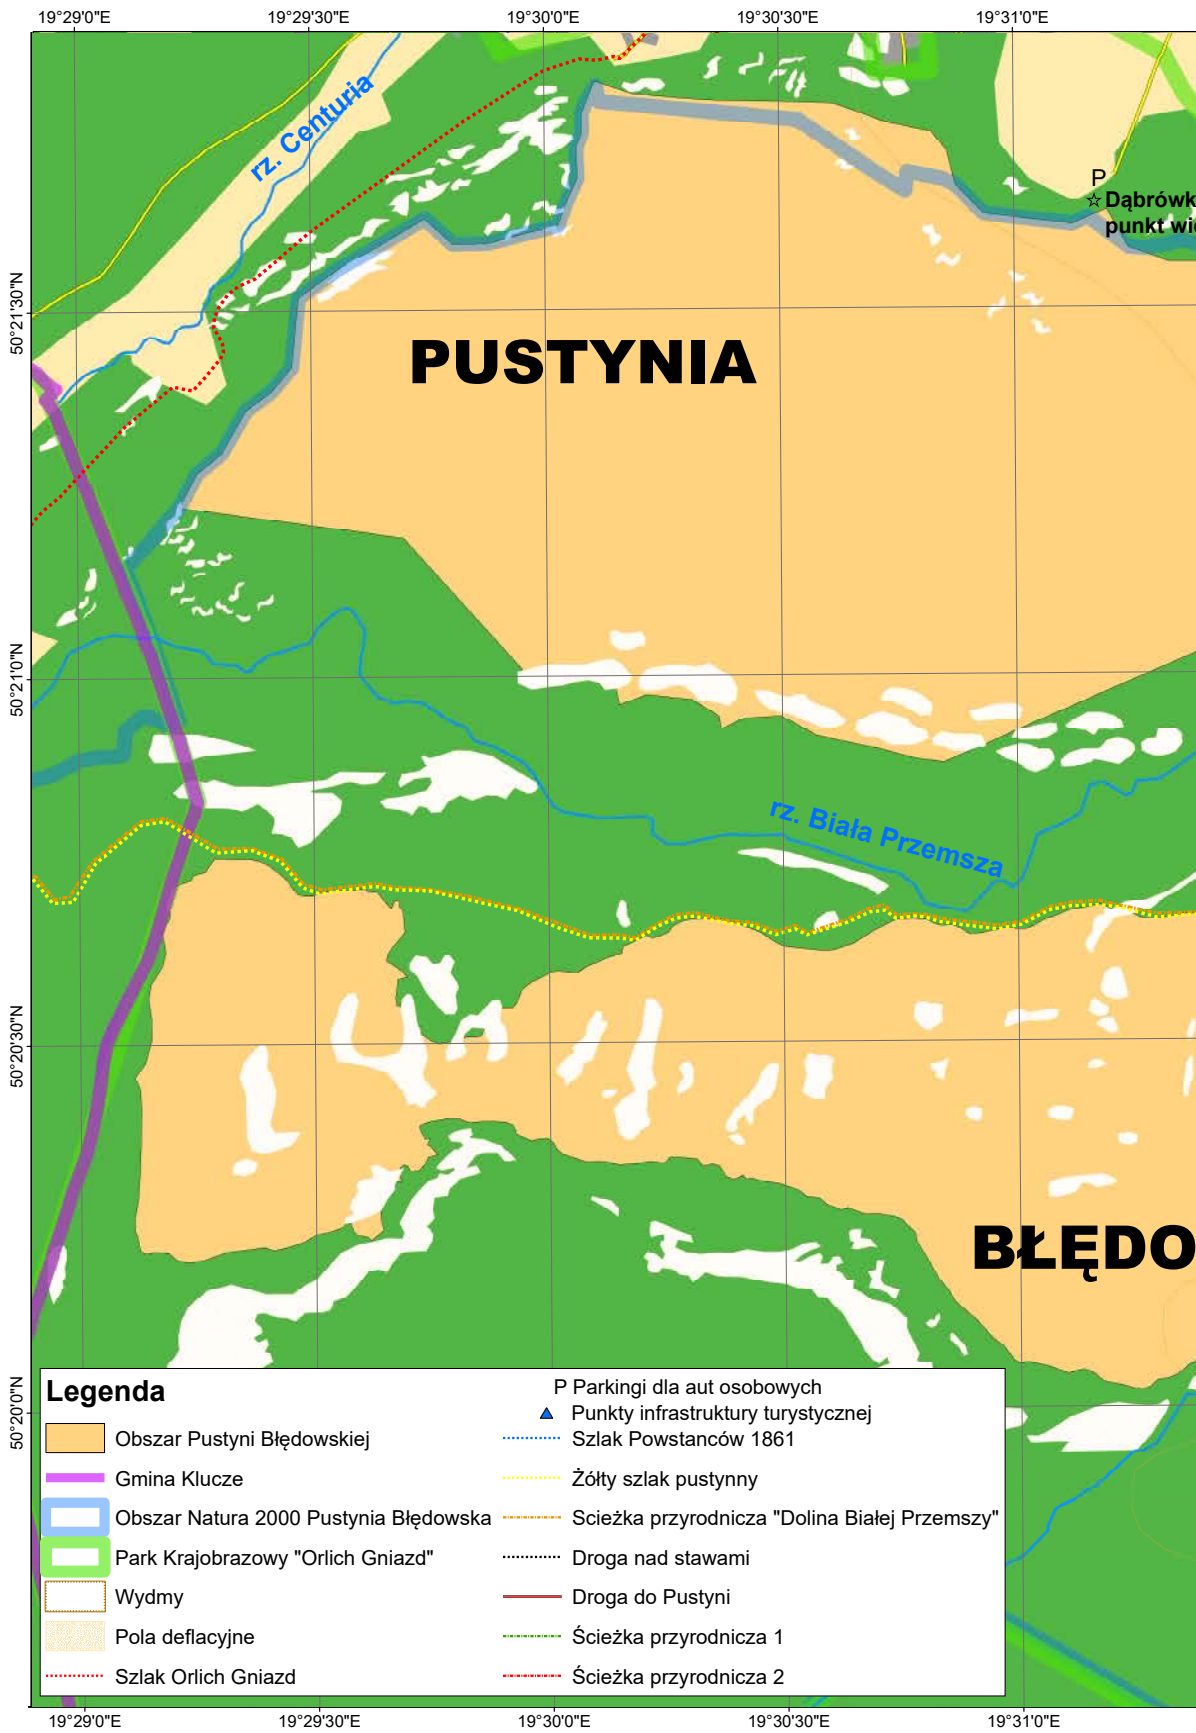 19°29'0"E 19°29'30"E 19°30'0"E 19°30'30"E 19°31'0"E
rz. Centuria
P
Dąbrówk
punkt wi
50°21'30"N
PUSTYNIA
50°21'0"N
rz. Biała Przemsza
50°20'30"N
BŁĘDO
50°20'0"N
Legenda
Obszar Pustyni Błędowskiej
Gmina Klucze
Obszar Natura 2000 Pustynia Błędowska
Park Krajobrazowy "Orlich Gniazd"
Wydmy
Pola deflacyjne
Szlak Orlich Gniazd
P Parkingi dla aut osobowych
Punkty infrastruktury turystycznej
Szlak Powstanców 1861
Żółty szlak pustynny
Scieżka przyrodnicza "Dolina Białej Przemszy"
Droga nad stawami
Droga do Pustyni
Ścieżka przyrodnicza 1
Ścieżka przyrodnicza 2
19°29'0"E 19°29'30"E 19°30'0"E 19°30'30"E 19°31'0"E